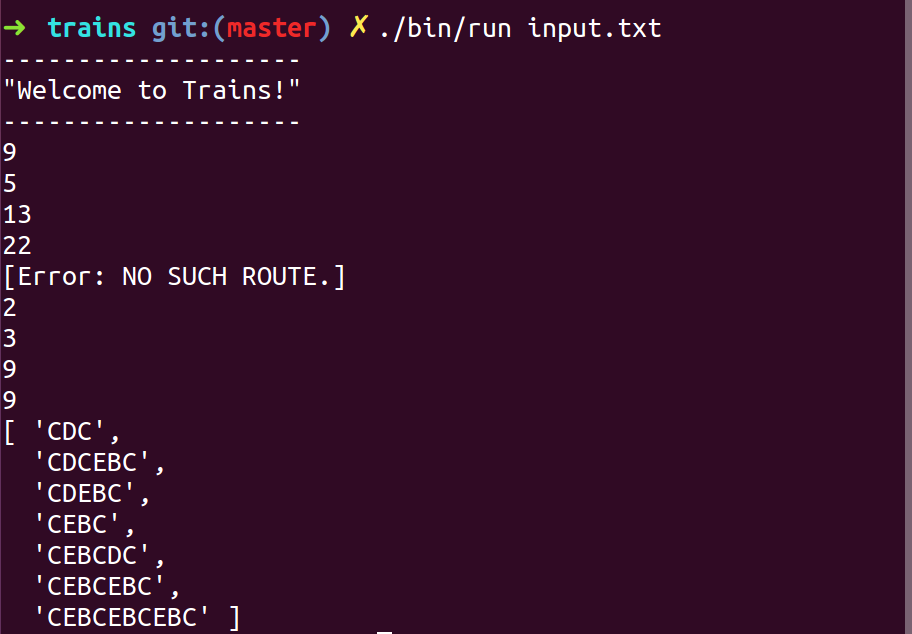 ➜ trains git:(master) ✗ ./bin/run input.txt
--------------------
"Welcome to Trains!"
--------------------
9
5
13
22
[Error: NO SUCH ROUTE.]
2
3
9
9
[ 'CDC',
  'CDCEBC',
  'CDEBC',
  'CEBC',
  'CEBCDC',
  'CEBCEBC',
  'CEBCEBCEBC' ]